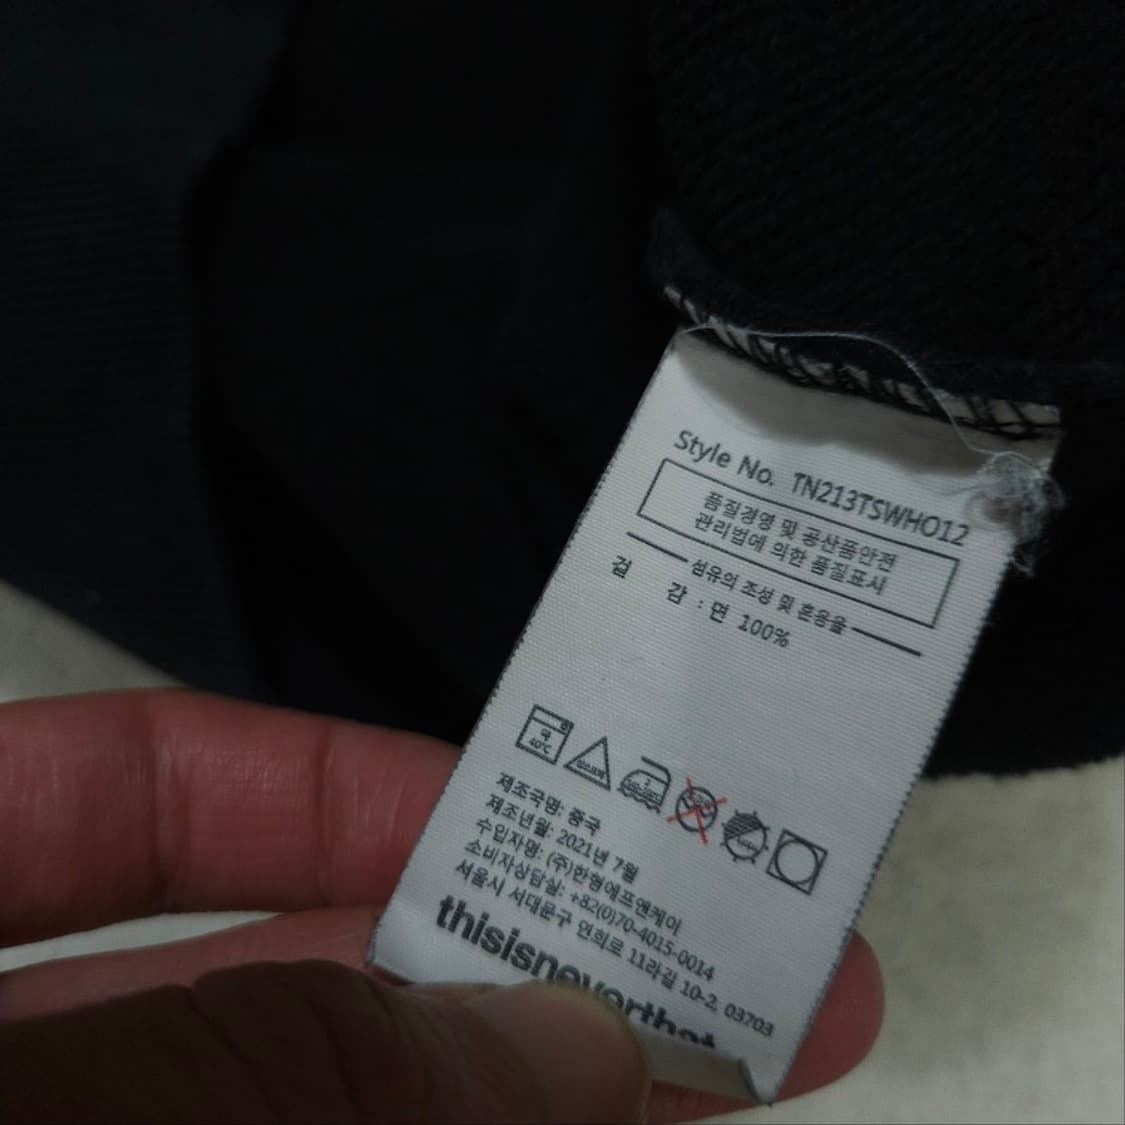 Style No. TN213TSWHO12
품질경영 및 공산품안전
관리법에 의한 품질표시
섬유의 조성 및 혼용율
겉 감 : 면 100%
약
40℃
제조국명: 중국
제조년월: 2021년 7월
수입자명: (주)한형에프앤케이
소비자상담실: +82(0)70-4015-0014
서울시 서대문구 연희로 11라길 10-2, 03703
thisisneverthat